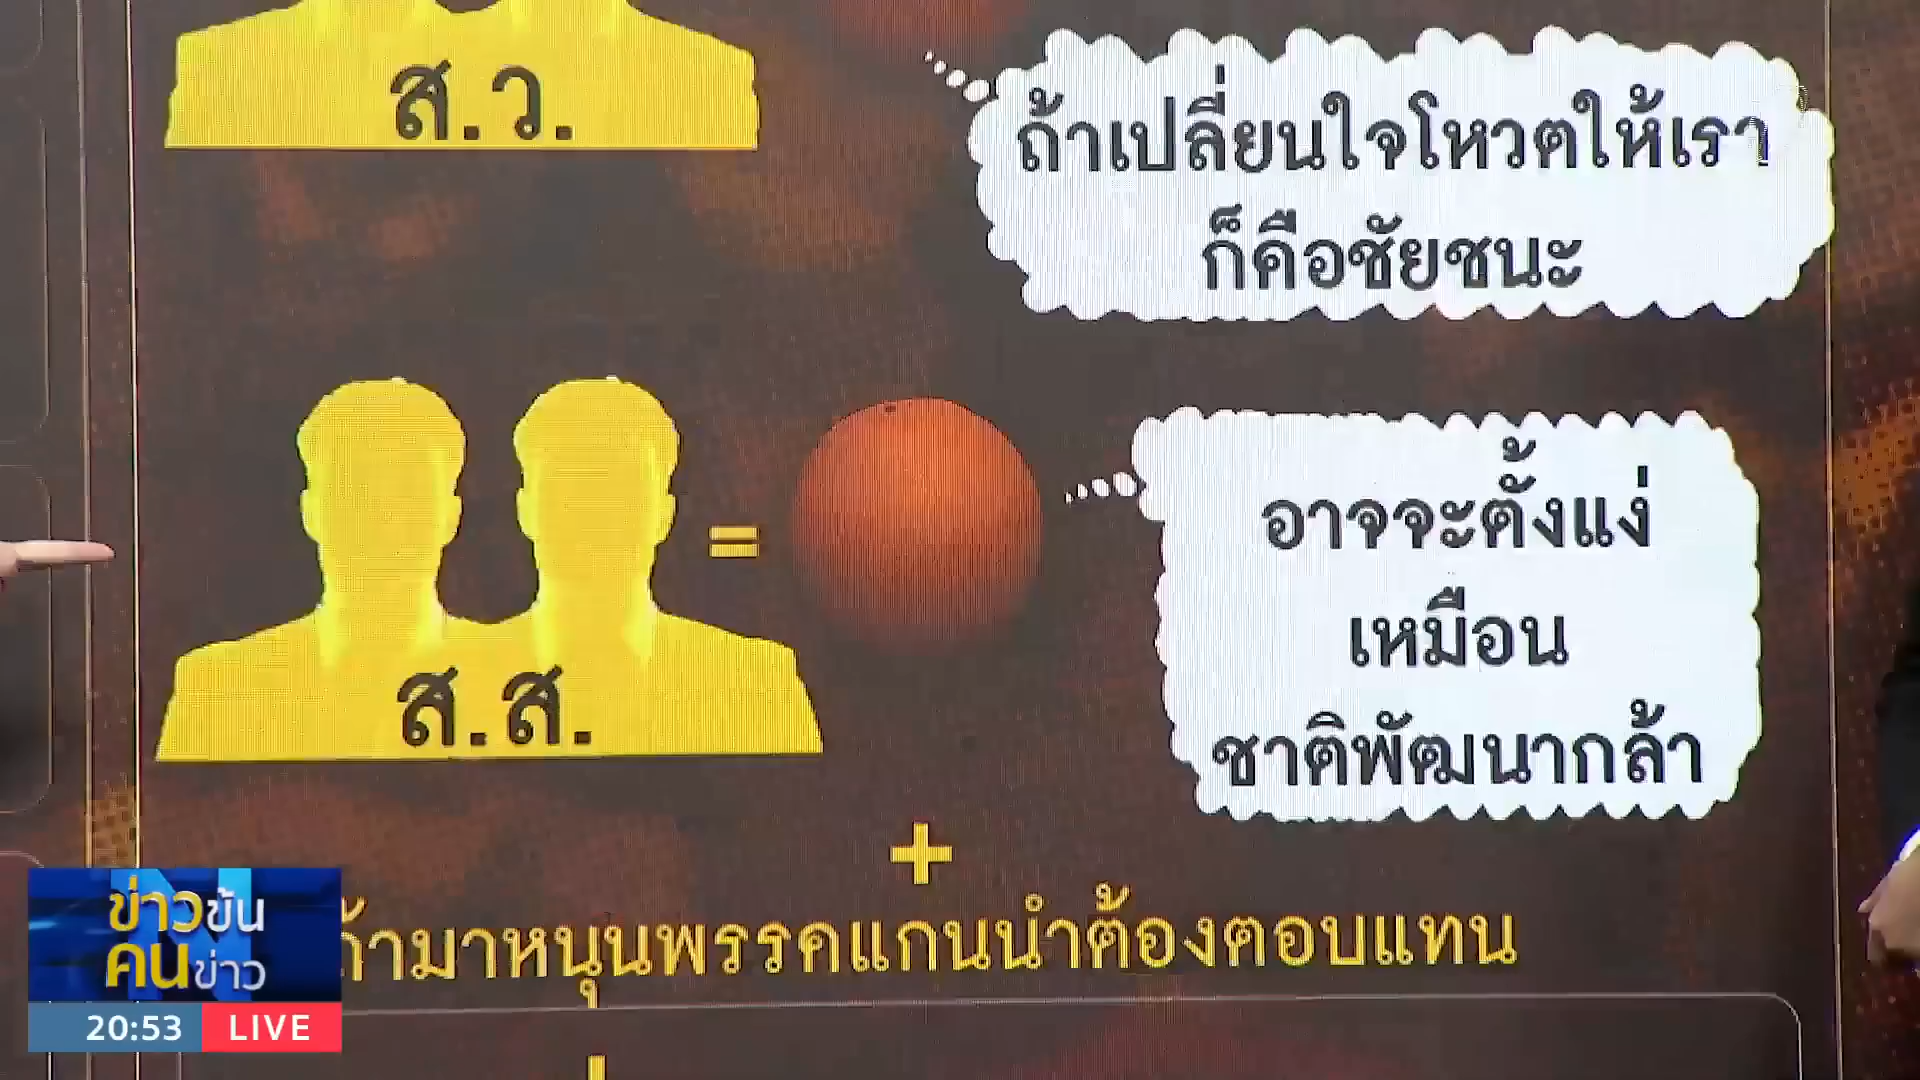 ส.ว.
ถ้าเปลี่ยนใจโหวตให้เรา
ก็คือชัยชนะ
=
อาจจะตั้งแง่
เหมือน
ชาติพัฒนากล้า
ส.ส.
+
ถ้ามาหนุนพรรคแกนนำต้องตอบแทน
ข่าวข้น
คนข่าว
20:53 LIVE